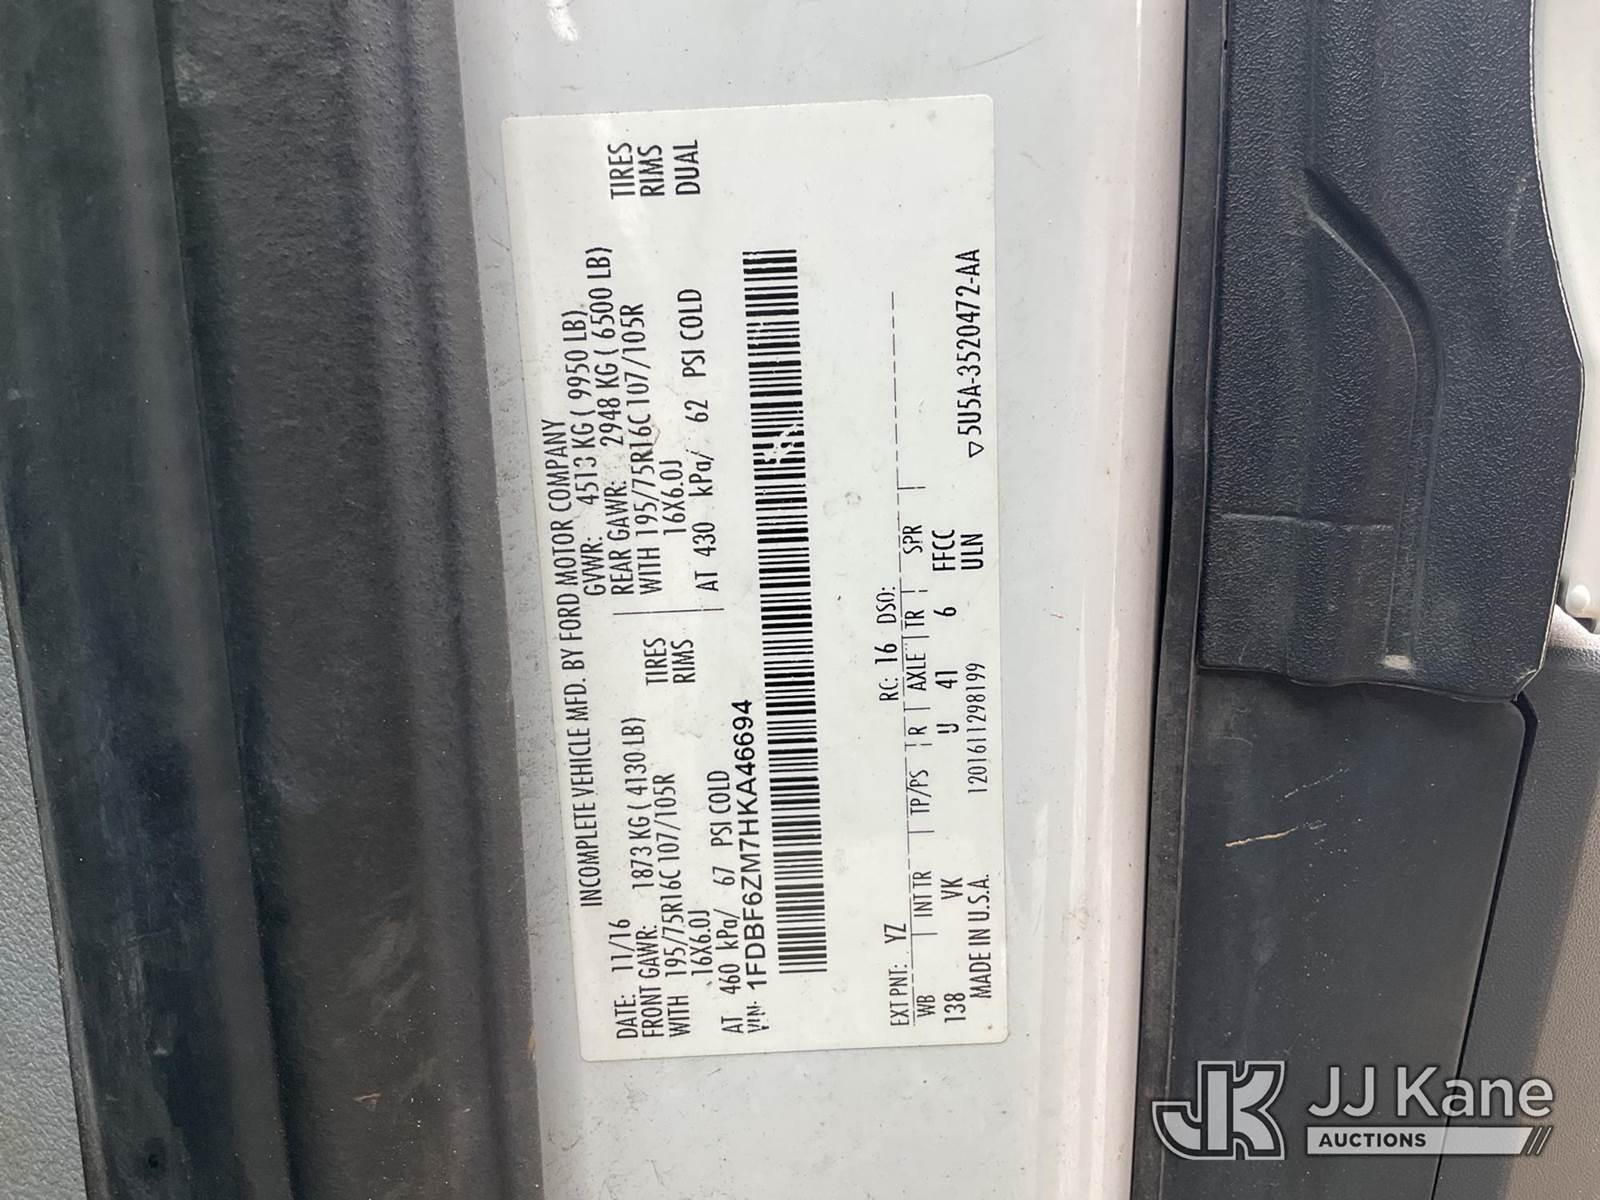 INCOMPLETE VEHICLE MFD. BY FORD MOTOR COMPANY
DATE: 11/16 GVWR: 4513 KG ( 9950 LB)
FRONT GAWR: 1873 KG ( 4130 LB) REAR GAWR: 2948 KG ( 6500 LB)
WITH 195/75R16C 107/105R TIRES WITH 195/75R16C 107/105R TIRES
16X6.0J RIMS 16X6.0J RIMS
AT 460 kPa/ 67 PSI COLD AT 430 kPa/ 62 PSI COLD DUAL
VIN: 1FDBF6ZM7HKA46694
EXT PNT: YZ RC: 16 DSO:
WB INT TR TP/PS R AXLE TR SPR
138 VK U 41 6 FFCC
MADE IN U.S.A. 1201611298199 ULN ▽5U5A-3520472-AA
JK JJ Kane
AUCTIONS